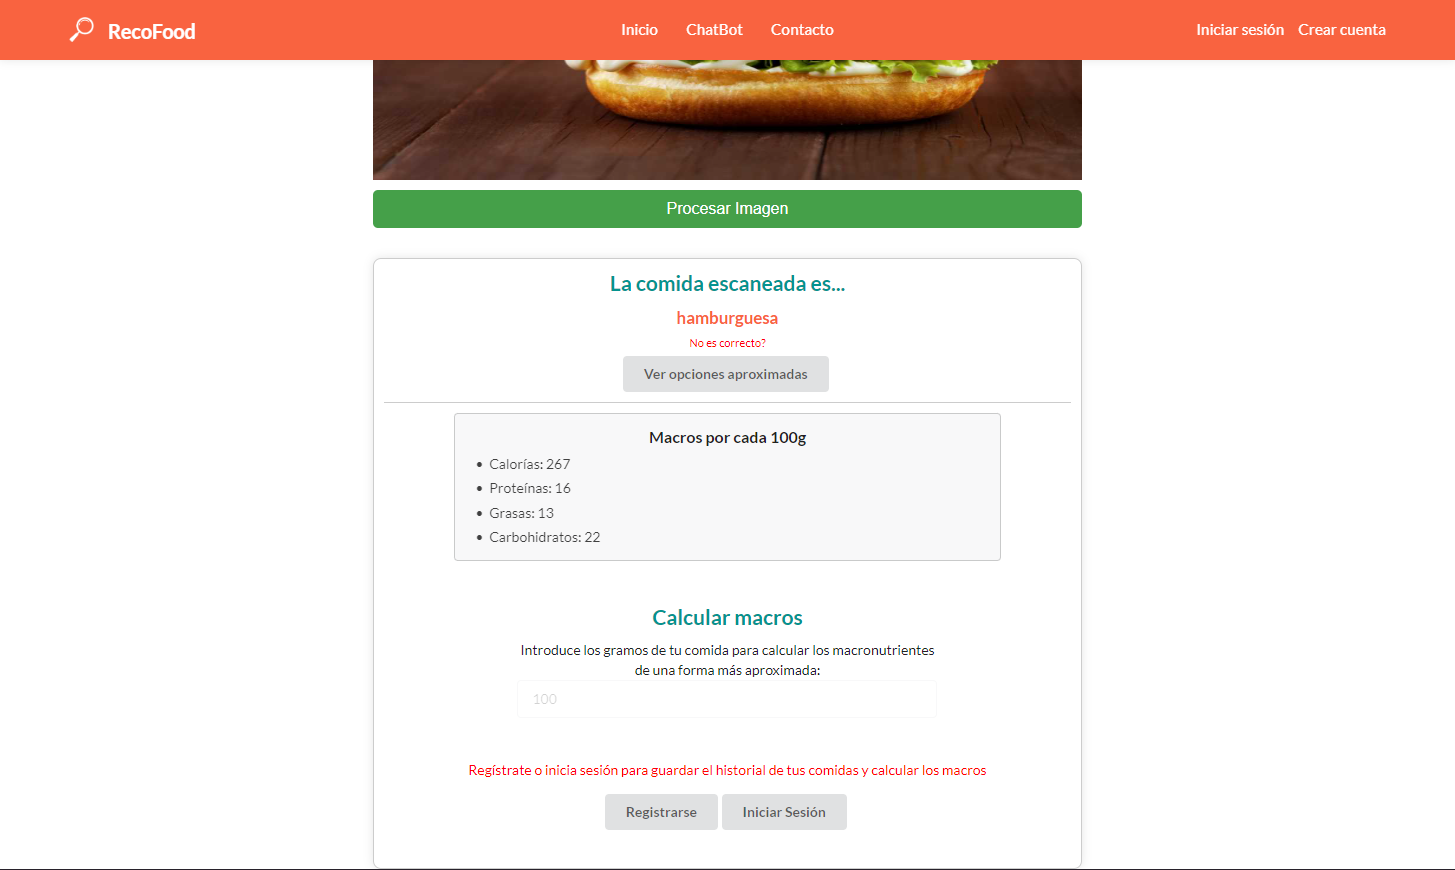 RecoFood
Inicio
ChatBot
Contacto
Iniciar sesión
Crear cuenta
Procesar Imagen
La comida escaneada es...
hamburguesa
No es correcto?
Ver opciones aproximadas
Macros por cada 100g
• Calorías: 267
• Proteínas: 16
• Grasas: 13
• Carbohidratos: 22
Calcular macros
Introduce los gramos de tu comida para calcular los macronutrientes
de una forma más aproximada:
100
Regístrate o inicia sesión para guardar el historial de tus comidas y calcular los macros
Registrarse
Iniciar Sesión